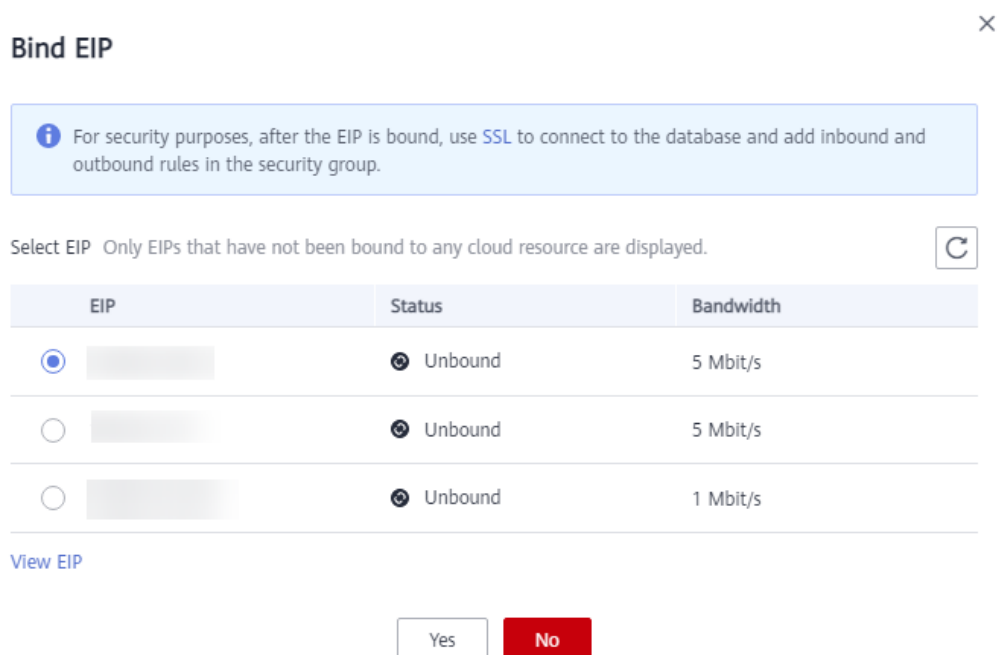 Bind EIP
For security purposes, after the EIP is bound, use SSL to connect to the database and add inbound and
outbound rules in the security group.
Select EIP Only EIPs that have not been bound to any cloud resource are displayed.
EIP Status Bandwidth
Unbound 5 Mbit/s
Unbound 5 Mbit/s
Unbound 1 Mbit/s
View EIP
Yes No